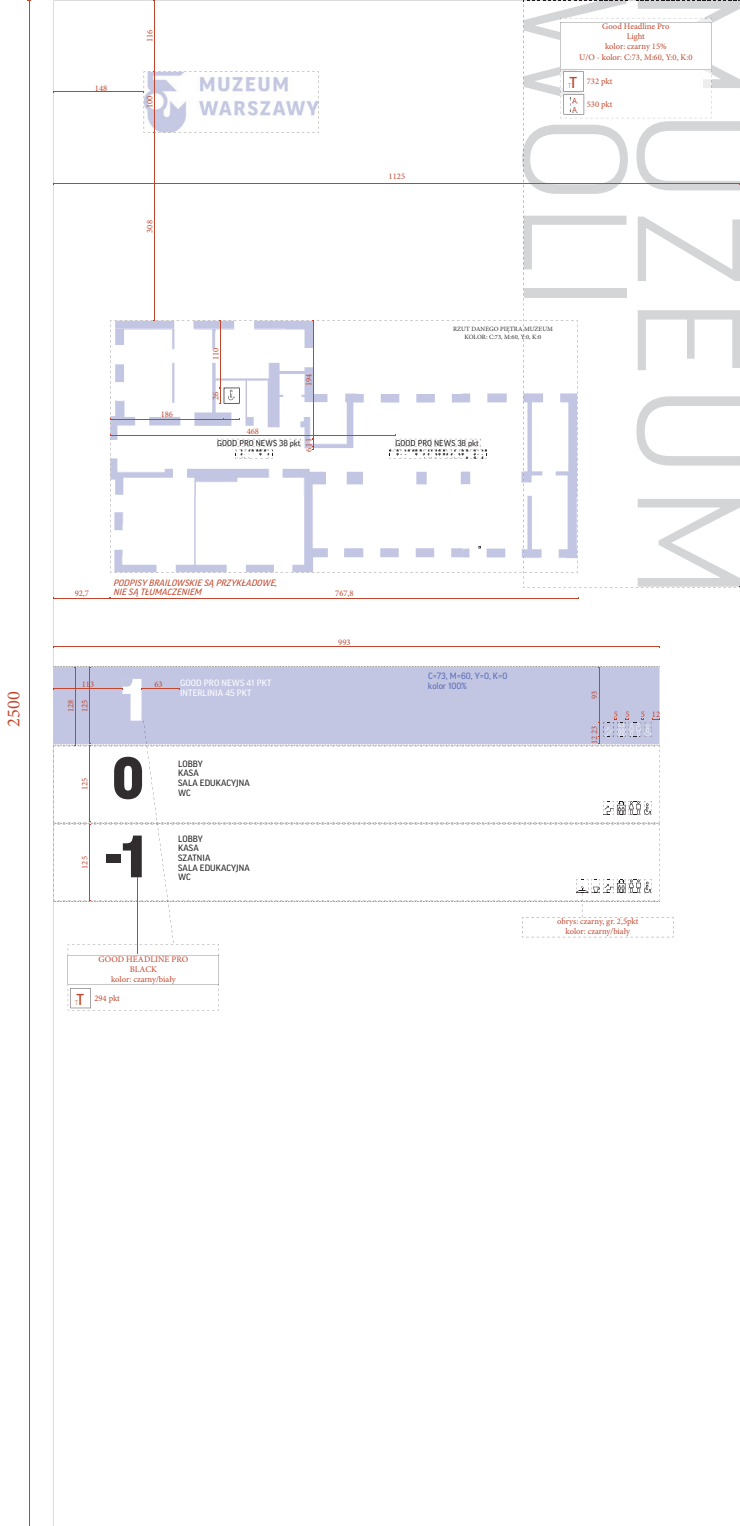 116
Good Headline Pro
Light
kolor: czarny 15%
U/O - kolor: C:73, M:60, Y:0, K:0
T
732 pkt
A
A
530 pkt
148
100
MUZEUM
WARSZAWY
MUZEUM
WOLI
1125
308
RZUT DANEGO PIĘTRA MUZEUM
KOLOR: C:73, M:60, Y:0, K:0
110
26
194
186
468
GOOD PRO NEWS 38 pkt
GOOD PRO NEWS 38 pkt
PODPISY BRAILOWSKIE SĄ PRZYKŁADOWE,
NIE SĄ TŁUMACZENIEM
92,7
767,8
993
2500
113
63
128
125
1
GOOD PRO NEWS 41 PKT
INTERLINIA 45 PKT
C=73, M=60, Y=0, K=0
kolor 100%
93
5 5 5 12
12 23
125
0
LOBBY
KASA
SALA EDUKACYJNA
WC
125
-1
LOBBY
KASA
SZATNIA
SALA EDUKACYJNA
WC
obrys: czarny, gr. 2,5pkt
kolor: czarny/biały
GOOD HEADLINE PRO
BLACK
kolor: czarny/biały
T
294 pkt